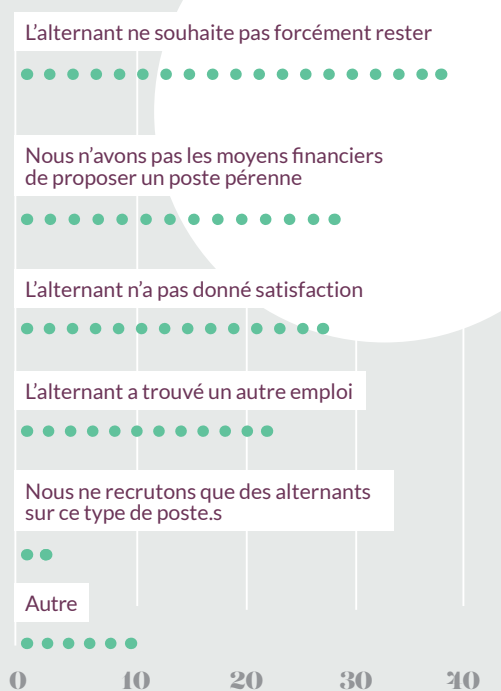 L'alternant ne souhaite pas forcément rester
Nous n'avons pas les moyens financiers
de proposer un poste pérenne
L'alternant n'a pas donné satisfaction
L'alternant a trouvé un autre emploi
Nous ne recrutons que des alternants
sur ce type de poste.s
Autre
0 10 20 30 40